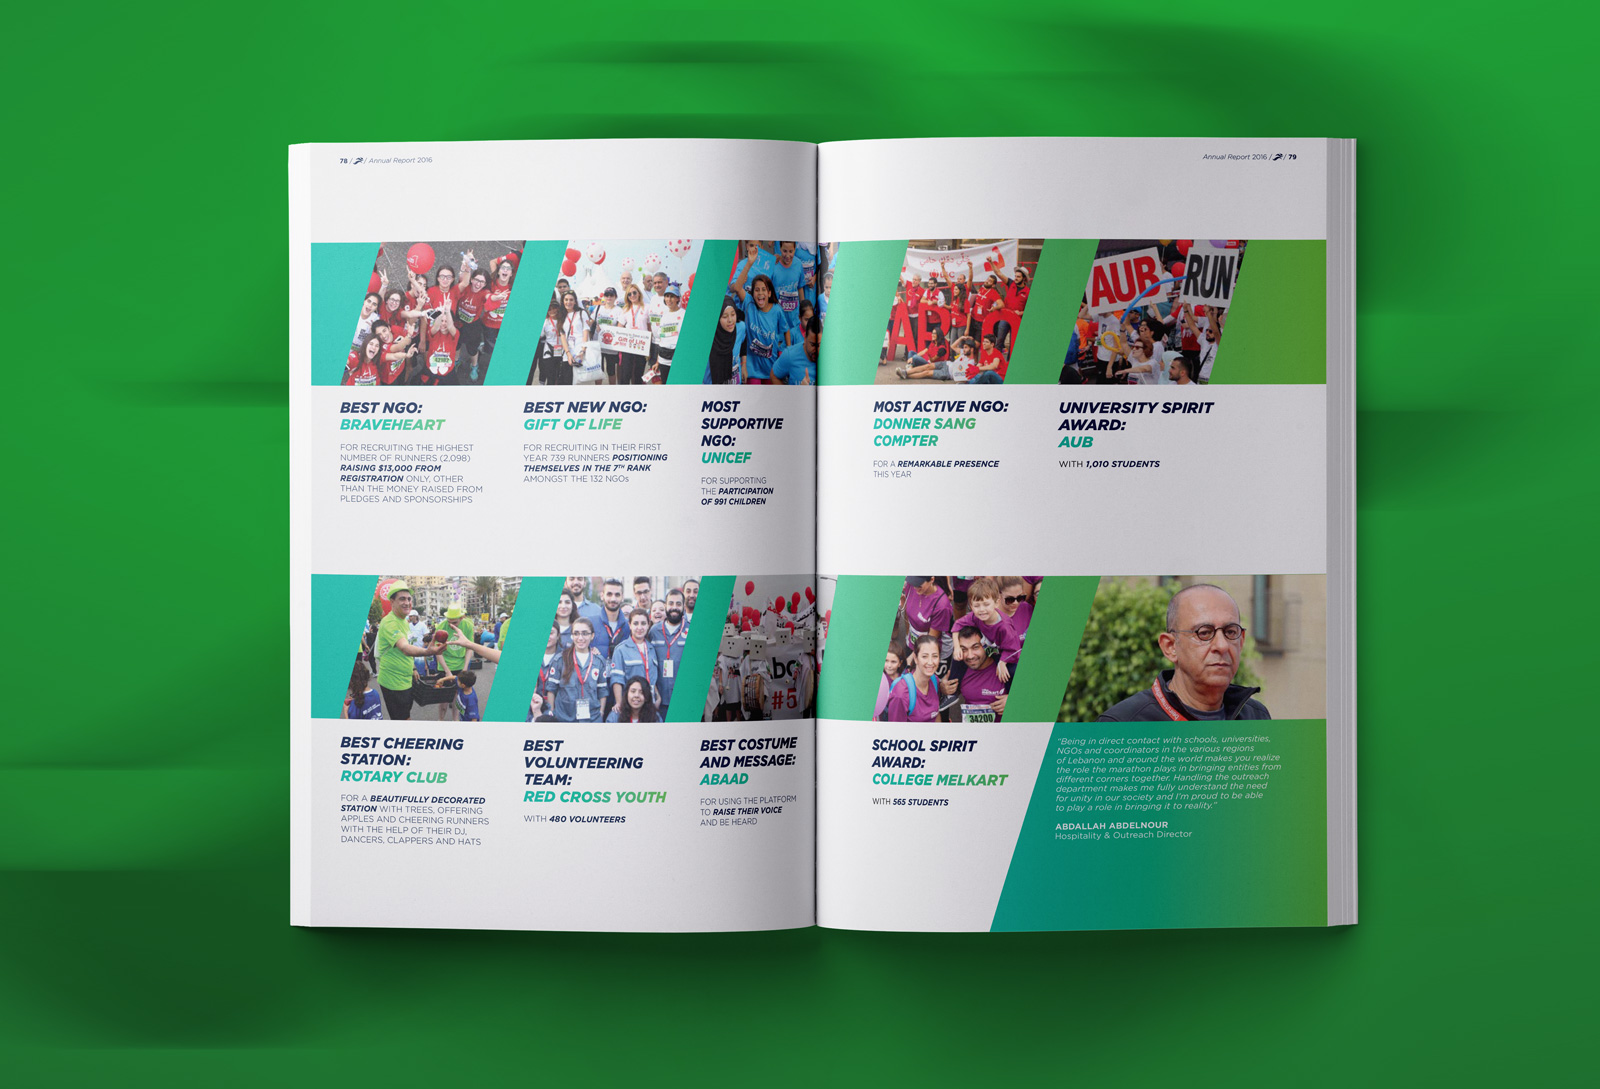 78 / / Annual Report 2016
BEST NGO:
BRAVEHEART
FOR RECRUITING THE HIGHEST
NUMBER OF RUNNERS (2,098)
RAISING $13,000 FROM
REGISTRATION ONLY, OTHER
THAN THE MONEY RAISED FROM
PLEDGES AND SPONSORSHIPS
BEST NEW NGO:
GIFT OF LIFE
FOR RECRUITING IN THEIR FIRST
YEAR 739 RUNNERS POSITIONING
THEMSELVES IN THE 7TH RANK
AMONGST THE 132 NGOs
Gift of Life
MOST
SUPPORTIVE
NGO:
UNICEF
FOR SUPPORTING
THE PARTICIPATION
OF 991 CHILDREN
BEST CHEERING
STATION:
ROTARY CLUB
FOR A BEAUTIFULLY DECORATED
STATION WITH TREES, OFFERING
APPLES AND CHEERING RUNNERS
WITH THE HELP OF THEIR DJ,
DANCERS, CLAPPERS AND HATS
BEST
VOLUNTEERING
TEAM:
RED CROSS YOUTH
WITH 480 VOLUNTEERS
#5
BEST COSTUME
AND MESSAGE:
ABAAD
FOR USING THE PLATFORM
TO RAISE THEIR VOICE
AND BE HEARD
Annual Report 2016 / / 79
MOST ACTIVE NGO:
DONNER SANG
COMPTER
FOR A REMARKABLE PRESENCE
THIS YEAR
AUB RUN
UNIVERSITY SPIRIT
AWARD:
AUB
WITH 1,010 STUDENTS
34200
SCHOOL SPIRIT
AWARD:
COLLEGE MELKART
WITH 565 STUDENTS
"Being in direct contact with schools, universities,
NGOs and coordinators in the various regions
of Lebanon and around the world makes you realize
the role the marathon plays in bringing entities from
different corners together. Handling the outreach
department makes me fully understand the need
for unity in our society and I'm proud to be able
to play a role in bringing it to reality."
ABDALLAH ABDELNOUR
Hospitality & Outreach Director